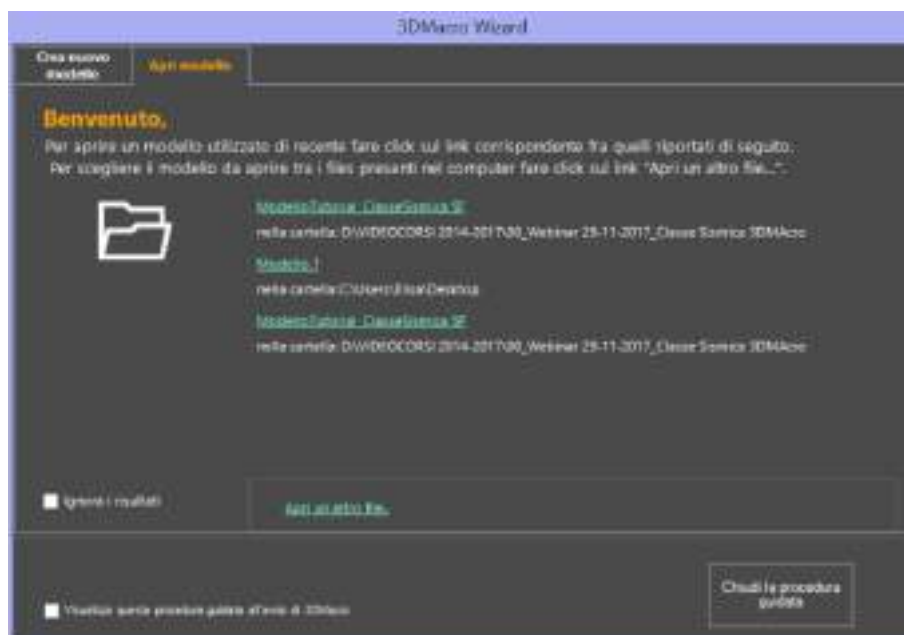 3DMacro Wizard
Crea nuovo
modello
Apri modello
Benvenuto,
Per aprire un modello utilizzato di recente fare click sul link corrispondente fra quelli riportati di seguito.
Per scegliere il modello da aprire tra i files presenti nel computer fare click sul link "Apri un altro file...".
ModelloTutorial_ClasseSismica SF
nella cartella: D:\VIDEOCORSI 2014-2017\00_Webinar 29-11-2017_Classe Sismica 3DMAcro
Modello_1
nella cartella: C:\Users\Elisa\Desktop
ModelloTutorial_ClasseSismica SF
nella cartella: D:\VIDEOCORSI 2014-2017\00_Webinar 29-11-2017_Classe Sismica 3DMAcro
Ignora i risultati
Apri un altro file..
Visualizza questa procedura guidata all'avvio di 3DMacro
Chiudi la procedura
guidata